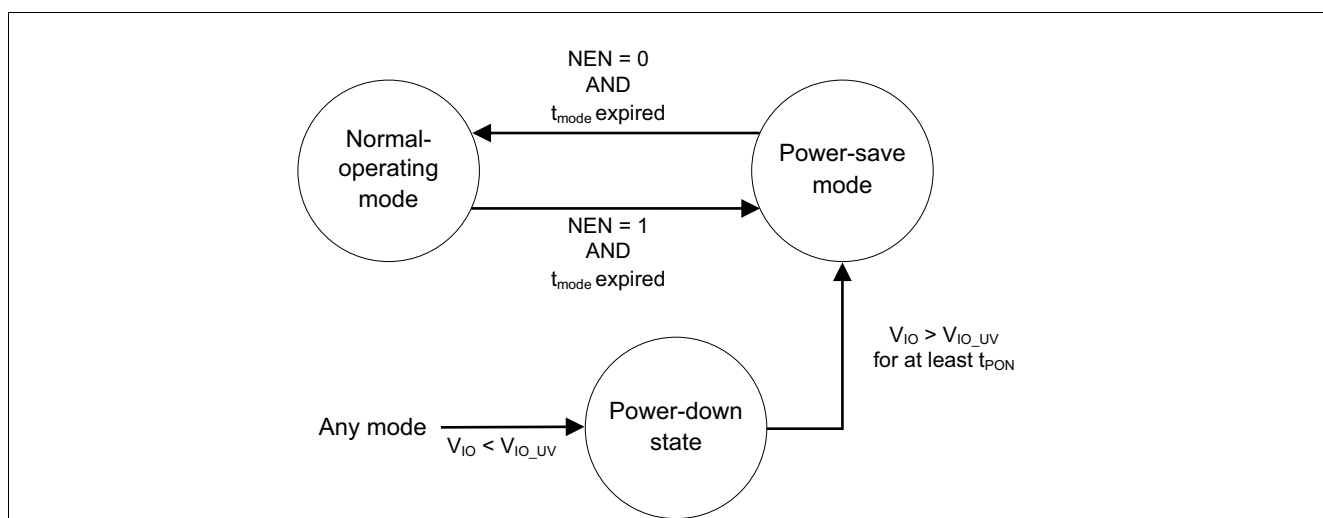 NEN = 0
AND
tmode expired
Normal-
operating
mode
Power-save
mode
NEN = 1
AND
tmode expired
VIO > VIO_UV
for at least tPON
Power-down
state
Any mode
VIO < VIO_UV